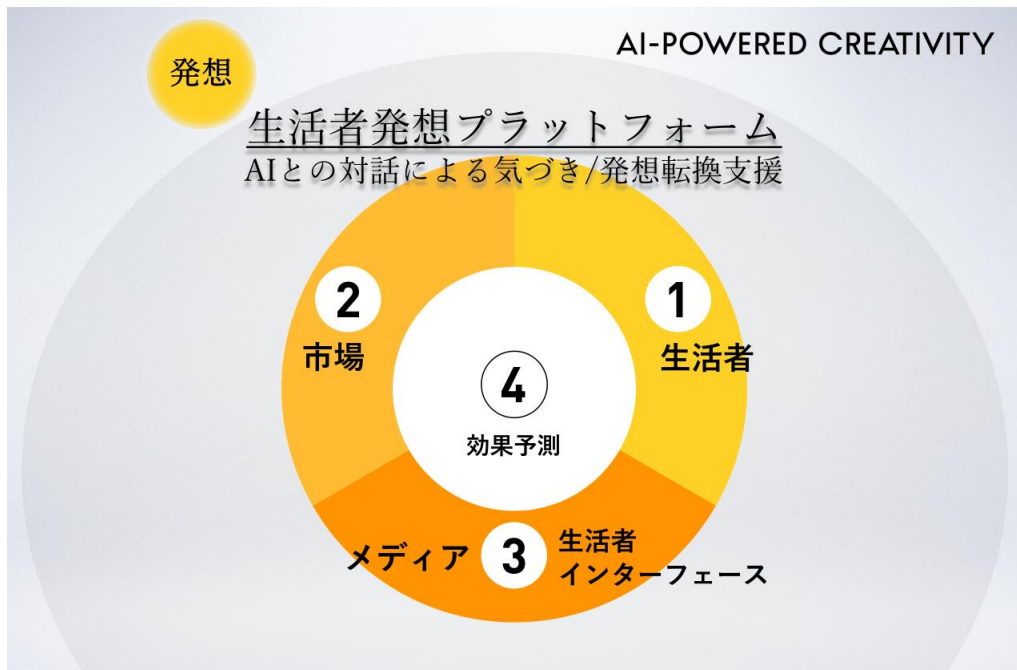 AI-POWERED CREATIVITY
発想
生活者発想プラットフォーム
AIとの対話による気づき/発想転換支援
2
市場
1
生活者
4
効果予測
メディア
3
生活者
インターフェース